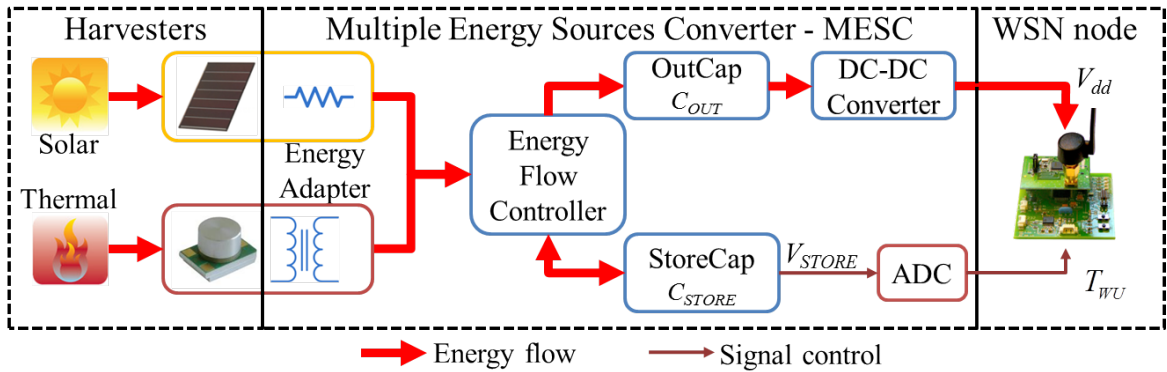 Harvesters
Multiple Energy Sources Converter - MESC
WSN node
Solar
Thermal
Energy
Adapter
Energy
Flow
Controller
OutCap
C_OUT
DC-DC
Converter
V_dd
StoreCap
C_STORE
V_STORE
ADC
T_WU
Energy flow
Signal control